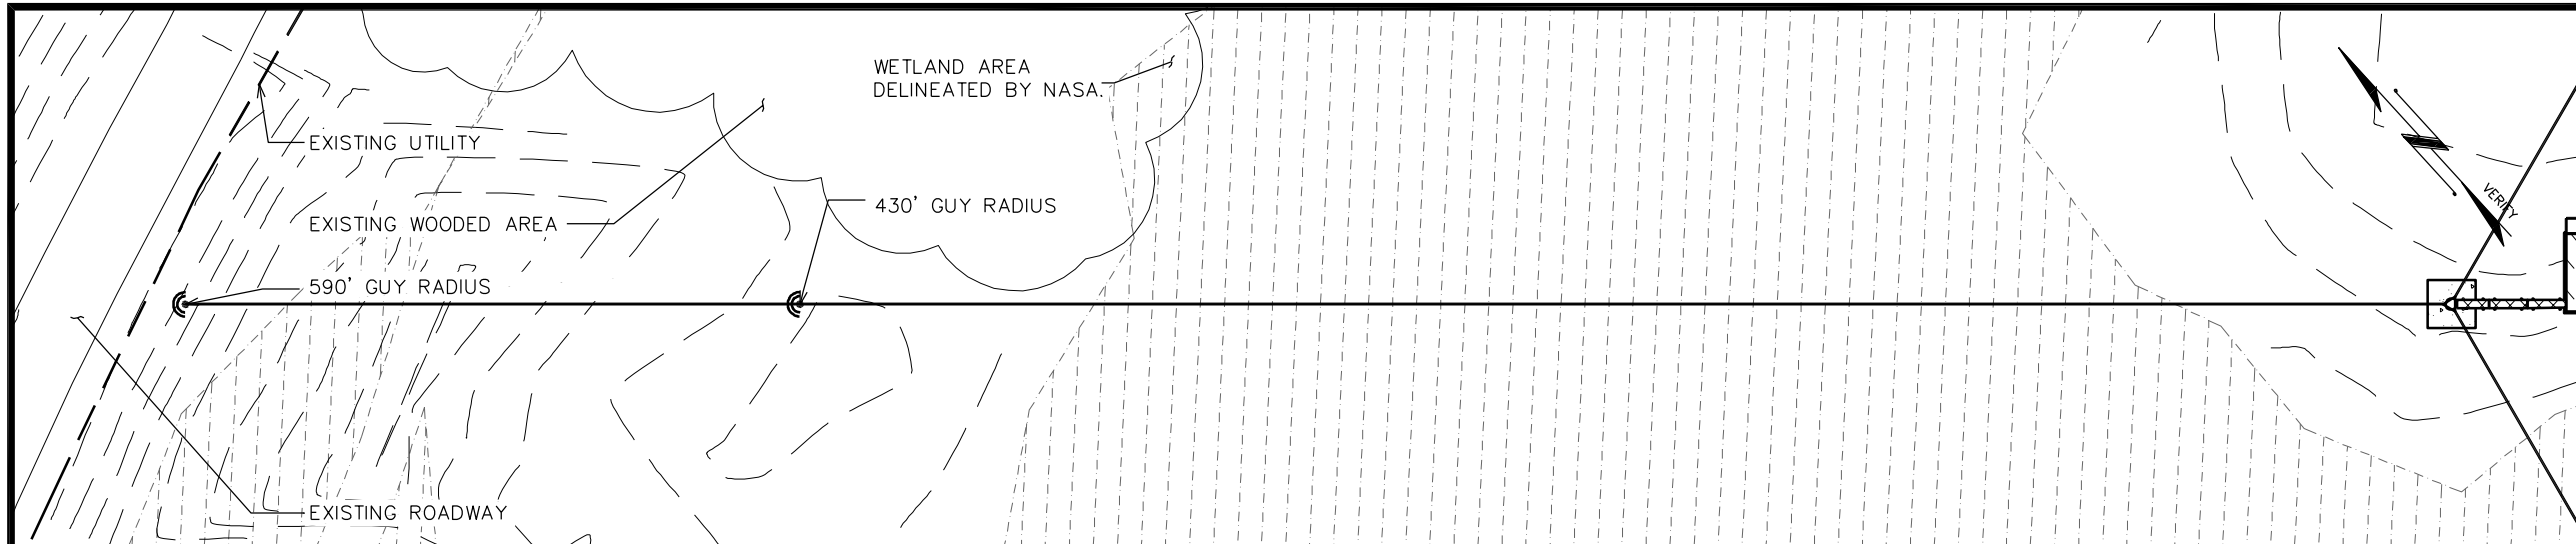 WETLAND AREA
DELINEATED BY NASA.
EXISTING UTILITY
VERIFY
430' GUY RADIUS
EXISTING WOODED AREA
590' GUY RADIUS
EXISTING ROADWAY